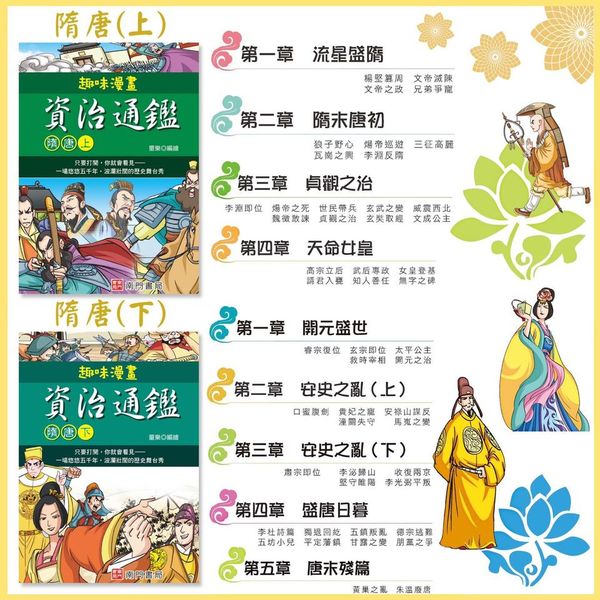 隋唐(上)
趣味漫畫
資治通鑑
隋唐上
童樂◎編繪
只要打開，你就會看見──
一場悠悠五千年，波瀾壯闊的歷史舞台秀
南門書局
第一章 流星盛隋
楊堅篡周 文帝滅陳
文帝之政 兄弟爭寵
第二章 隋末唐初
狼子野心 煬帝巡遊 三征高麗
瓦崗之興 李淵反隋
第三章 貞觀之治
李淵即位 煬帝之死 世民帶兵 玄武之變 威震西北
魏徵敢諫 貞觀之治 玄奘取經 文成公主
第四章 天命女皇
高宗立后 武后專政 女皇登基
請君入甕 知人善任 無字之碑
隋唐(下)
趣味漫畫
資治通鑑
隋唐下
童樂◎編繪
只要打開，你就會看見──
一場悠悠五千年，波瀾壯闊的歷史舞台秀
南門書局
第一章 開元盛世
睿宗復位 玄宗即位 太平公主
救時宰相 開元之治
第二章 安史之亂(上)
口蜜腹劍 貴妃之寵 安祿山謀反
潼關失守 馬嵬之變
第三章 安史之亂(下)
肅宗即位 李泌歸山 收復兩京
堅守睢陽 李光弼平叛
第四章 盛唐日暮
李杜詩篇 獨退回紇 五鎮叛亂 德宗逃難
五坊小兒 平定藩鎮 甘露之變 朋黨之爭
第五章 唐末殘篇
黃巢之亂 朱溫廢唐